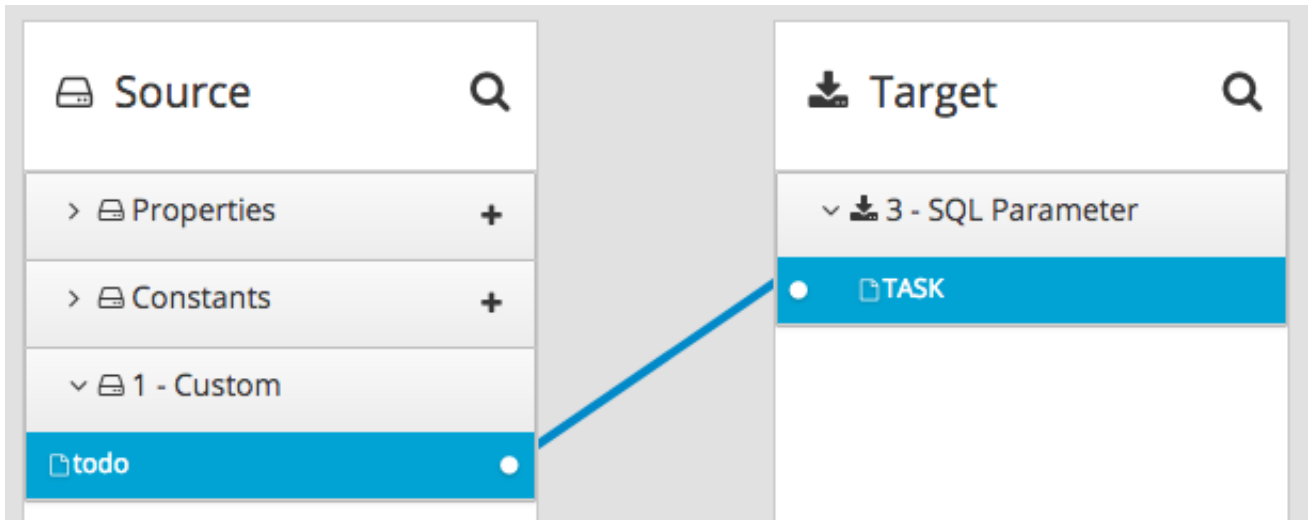 Source
Properties
Constants
1 - Custom
todo
Target
3 - SQL Parameter
TASK